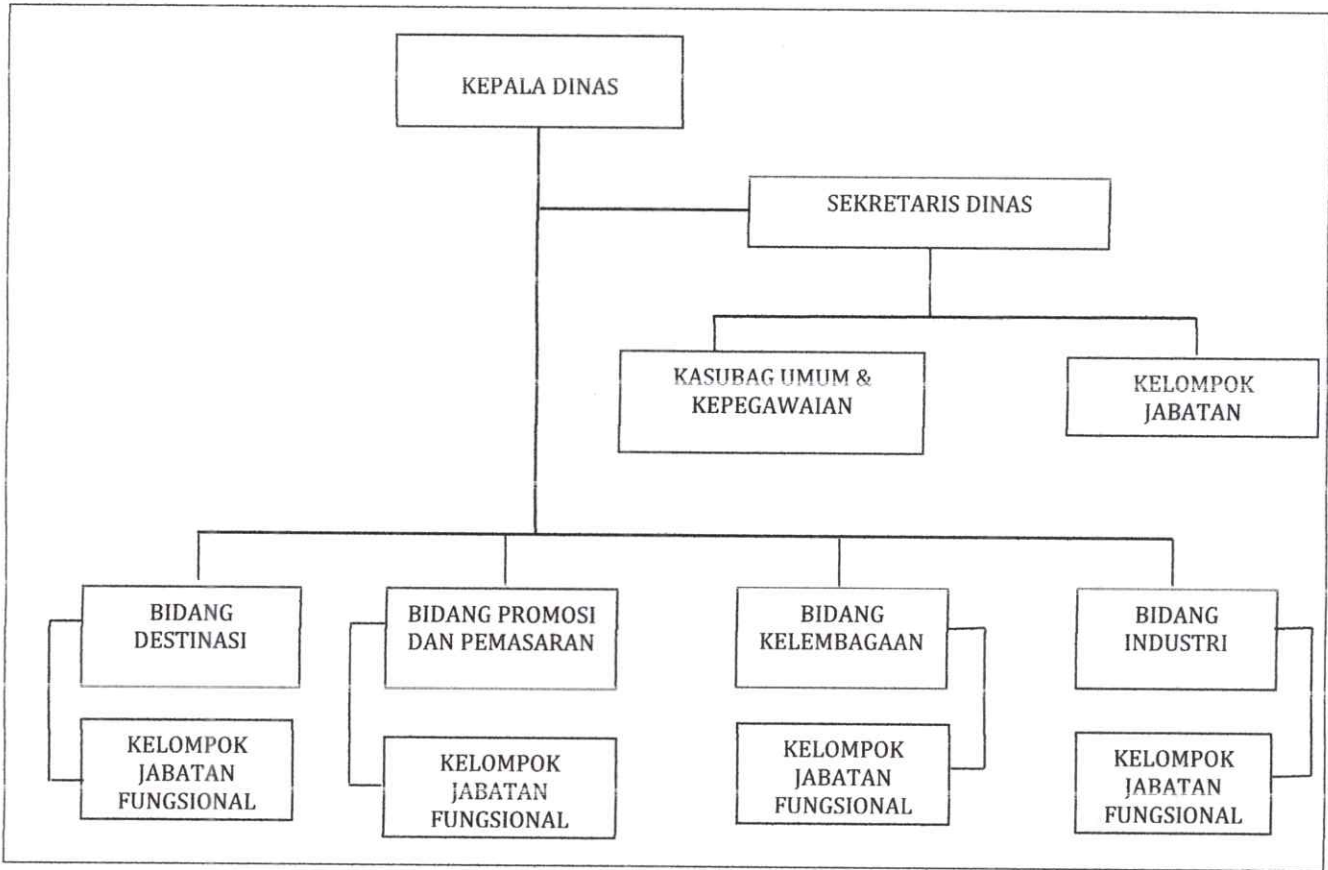 KEPALA DINAS
SEKRETARIS DINAS
KASUBAG UMUM &
KEPEGAWAIAN
KELOMPOK
JABATAN
BIDANG
DESTINASI
BIDANG PROMOSI
DAN PEMASARAN
BIDANG
KELEMBAGAAN
BIDANG
INDUSTRI
KELOMPOK
JABATAN
FUNGSIONAL
KELOMPOK
JABATAN
FUNGSIONAL
KELOMPOK
JABATAN
FUNGSIONAL
KELOMPOK
JABATAN
FUNGSIONAL